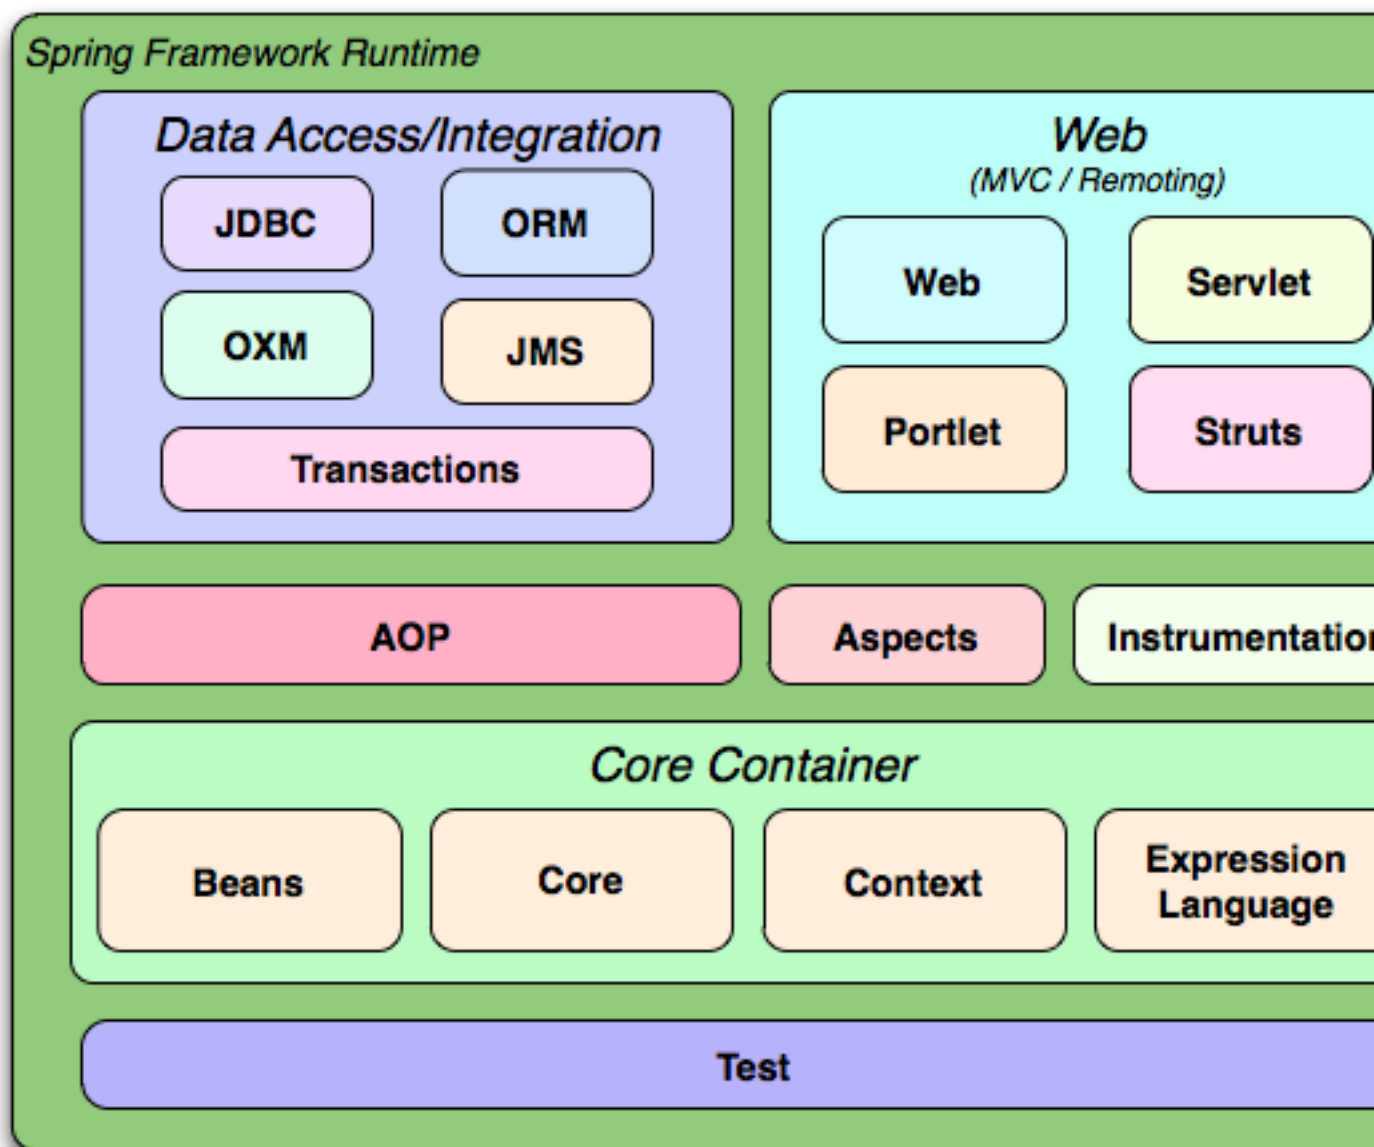 Spring Framework Runtime
Data Access/Integration
JDBC
ORM
OXM
JMS
Transactions
Web
(MVC / Remoting)
Web
Servlet
Portlet
Struts
AOP
Aspects
Instrumentation
Core Container
Beans
Core
Context
Expression
Language
Test